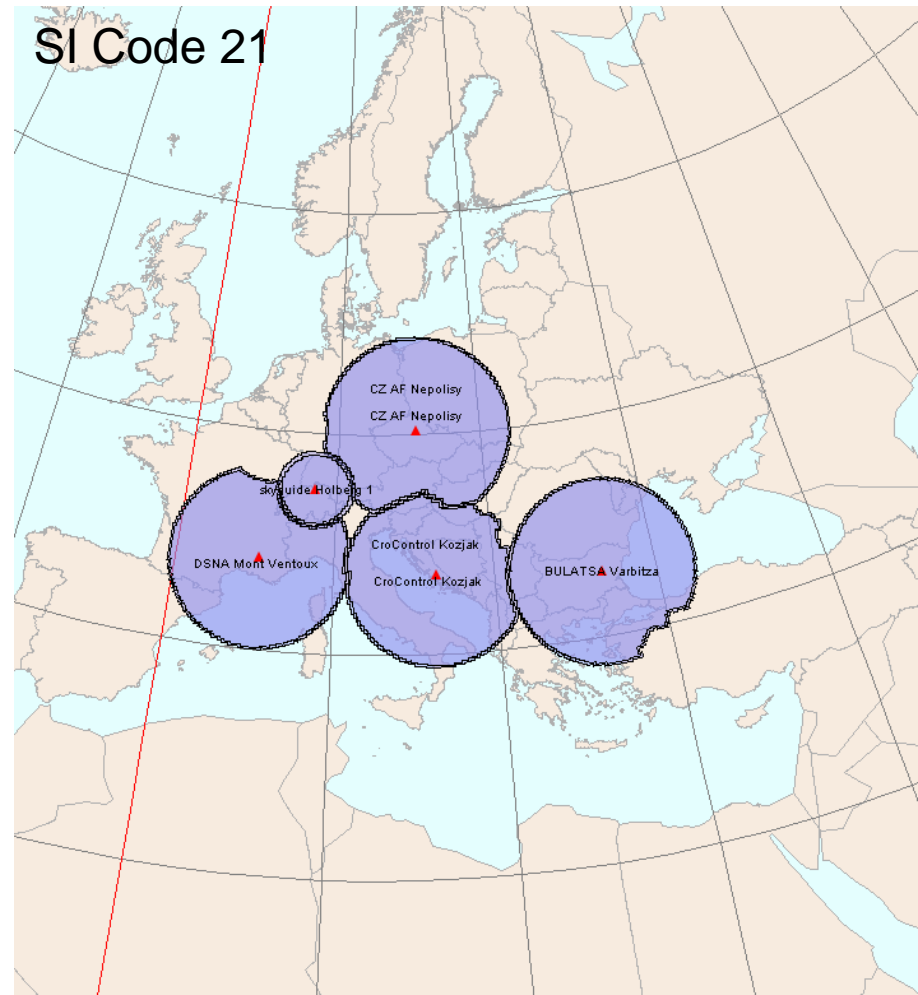 SI Code 21
CZ AF Nepolisy
CZ AF Nepolisy
skyguide Holberg 1
CroControl Kozjak
DSNA Mont Ventoux
BULATSA Varbitza
CroControl Kozjak